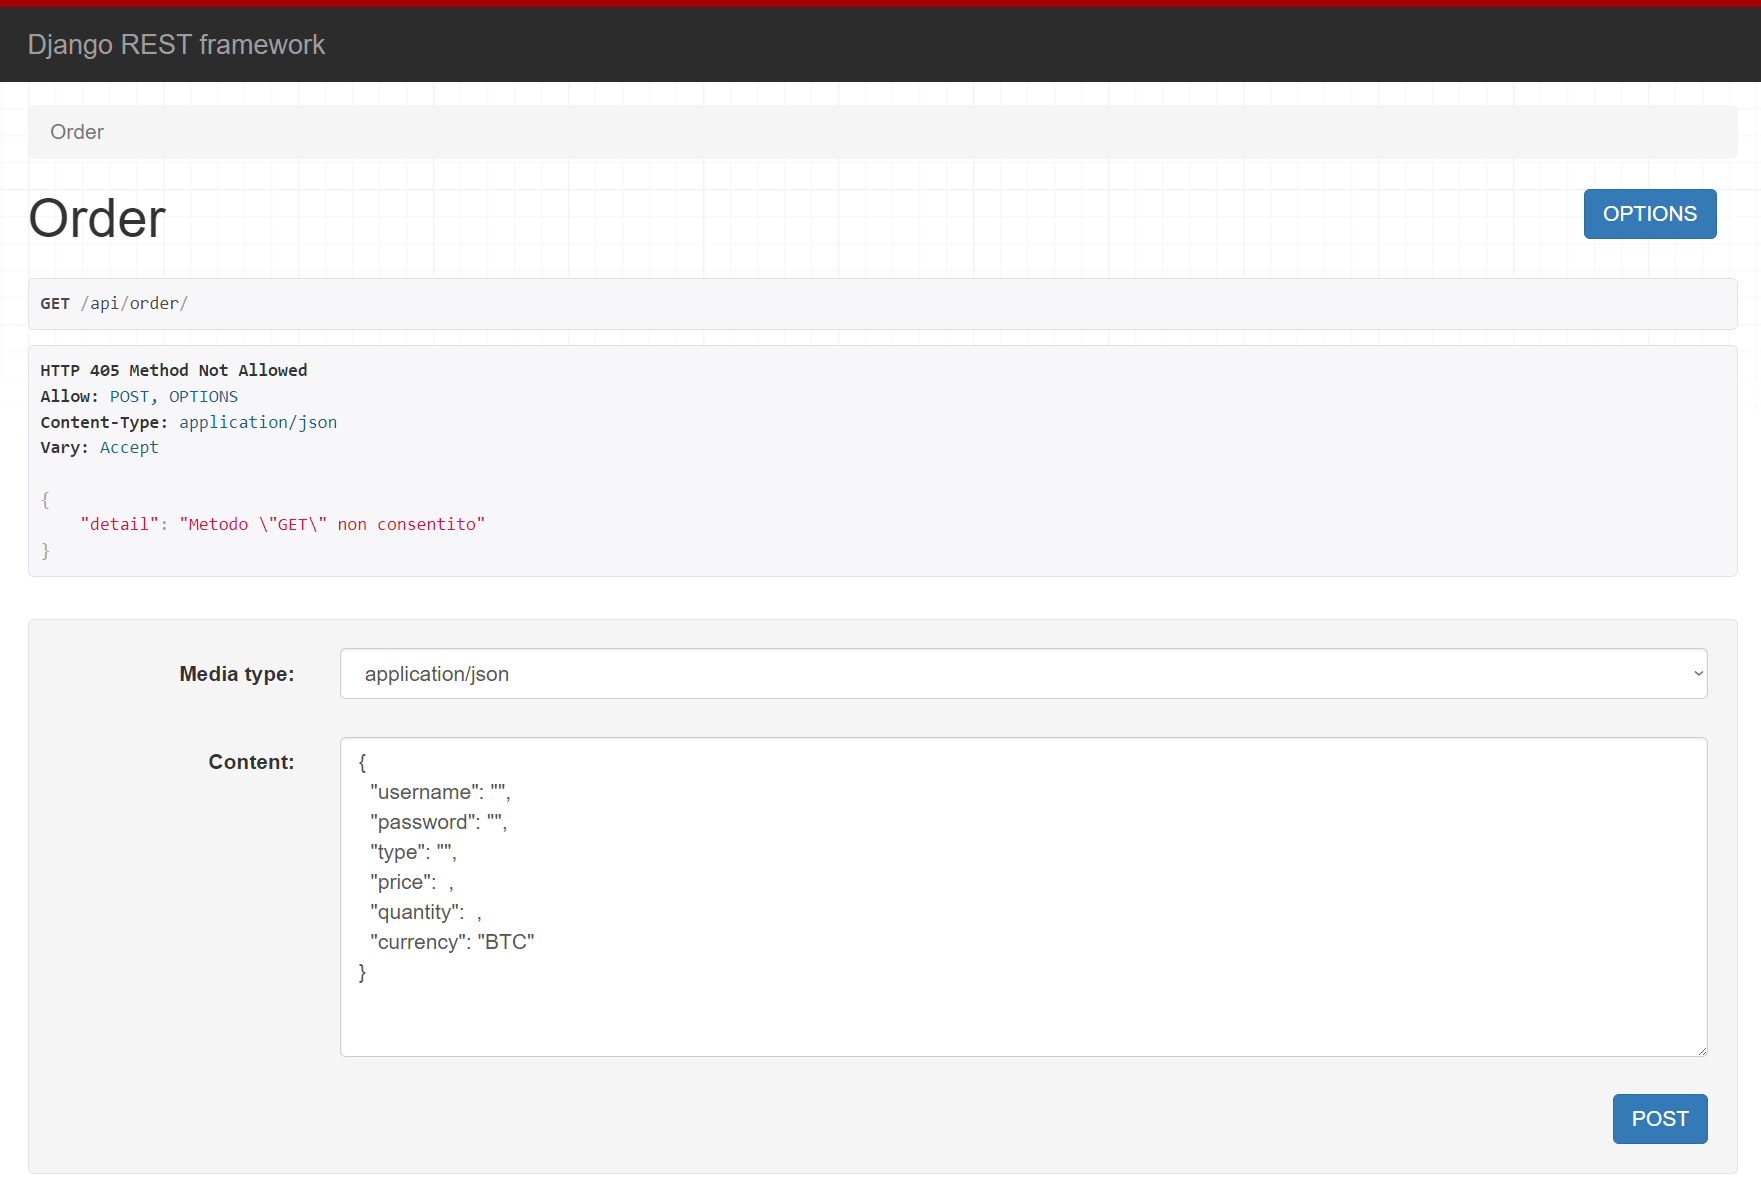 Django REST framework
Order
Order
OPTIONS
GET /api/order/
HTTP 405 Method Not Allowed
Allow: POST, OPTIONS
Content-Type: application/json
Vary: Accept
{
    "detail": "Metodo \"GET\" non consentito"
}
Media type: application/json
Content:
{
  "username": "",
  "password": "",
  "type": "",
  "price":  ,
  "quantity":  ,
  "currency": "BTC"
}
POST